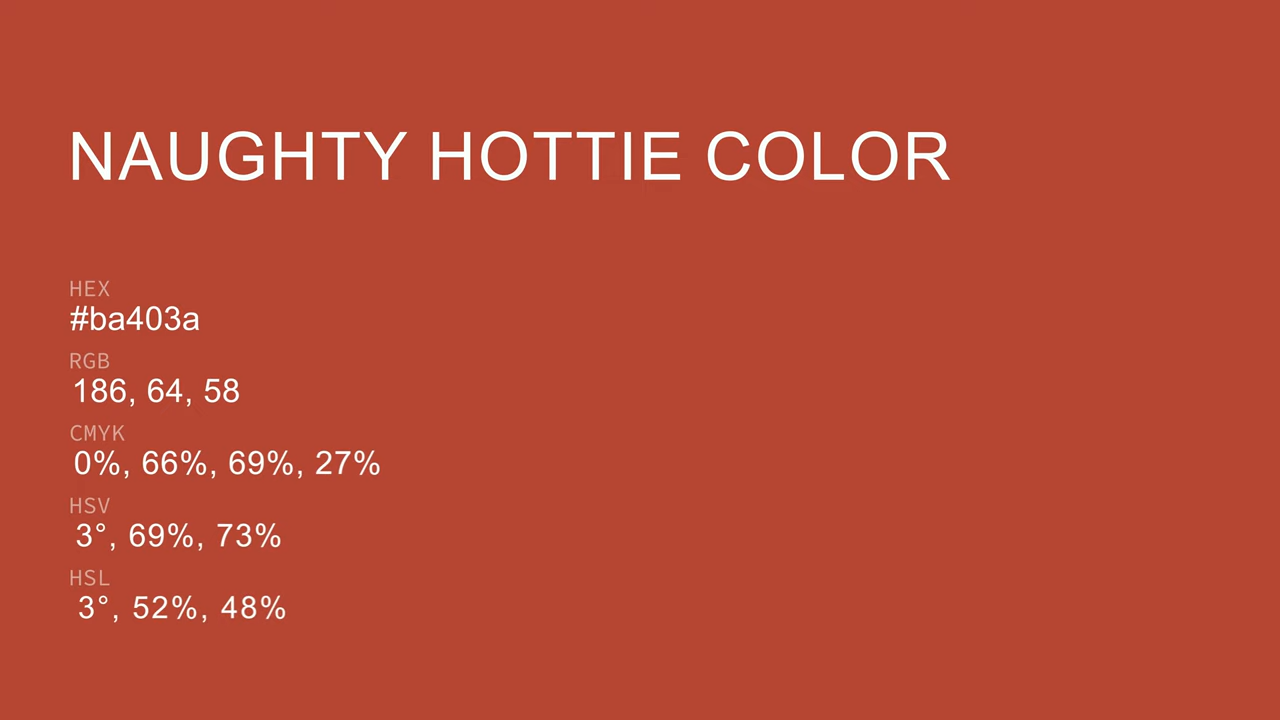 NAUGHTY HOTTIE COLOR
HEX
#ba403a
RGB
186, 64, 58
CMYK
0%, 66%, 69%, 27%
HSV
3°, 69%, 73%
HSL
3°, 52%, 48%